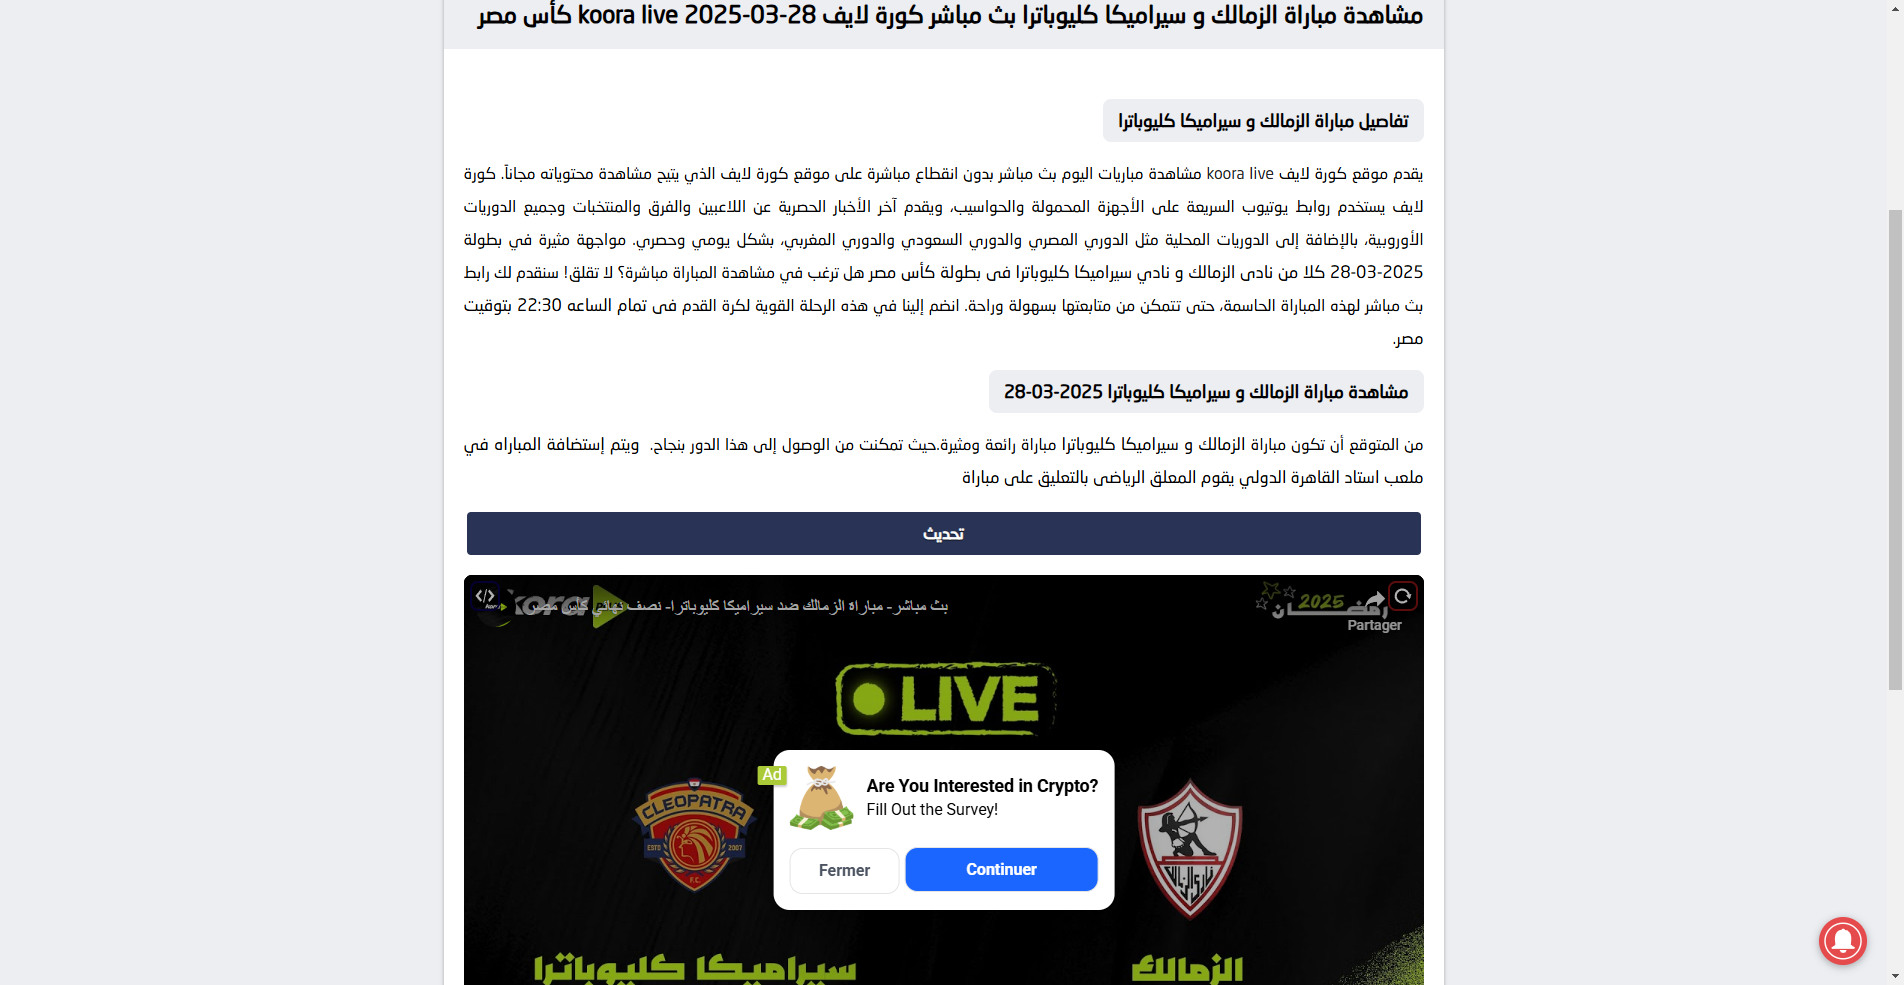 مشاهدة مباراة الزمالك و سيراميكا كليوباترا بث مباشر كورة لايف koora live 2025-03-28 كأس مصر
تفاصيل مباراة الزمالك و سيراميكا كليوباترا
يقدم موقع كورة لايف koora live مشاهدة مباريات اليوم بث مباشر بدون انقطاع مباشرة على موقع كورة لايف الذي يتيح مشاهدة محتوياته مجاناً. كورة
لايف يستخدم روابط يوتيوب السريعة على الأجهزة المحمولة والحواسيب، ويقدم آخر الأخبار الحصرية عن اللاعبين والفرق والمنتخبات وجميع الدوريات
الأوروبية، بالإضافة إلى الدوريات المحلية مثل الدوري المصري والدوري السعودي والدوري المغربي، بشكل يومي وحصري. مواجهة مثيرة في بطولة
28-03-2025 كلا من نادى الزمالك و نادي سيراميكا كليوباترا فى بطولة كأس مصر هل ترغب في مشاهدة المباراة مباشرة؟ لا تقلق! سنقدم لك رابط
بث مباشر لهذه المباراة الحاسمة، حتى تتمكن من متابعتها بسهولة وراحة. انضم إلينا في هذه الرحلة القوية لكرة القدم فى تمام الساعه 22:30 بتوقيت
مصر.
مشاهدة مباراة الزمالك و سيراميكا كليوباترا 2025-03-28
من المتوقع أن تكون مباراة الزمالك و سيراميكا كليوباترا مباراة رائعة ومثيرة.حيث تمكنت من الوصول إلى هذا الدور بنجاح. ويتم إستضافة المباراه في
ملعب استاد القاهرة الدولي يقوم المعلق الرياضى بالتعليق على مباراة
تحديث
رمضان 2025
Partager
بث مباشر- مباراة الزمالك ضد سيراميكا كليوباترا- نصف نهائي كأس مصر
kora
LIVE
Ad
Are You Interested in Crypto?
Fill Out the Survey!
Fermer
Continuer
CLEOPATRA
ESTD 2007
F.C.
نادى الزمالك
الزمالك
سيراميكا كليوباترا